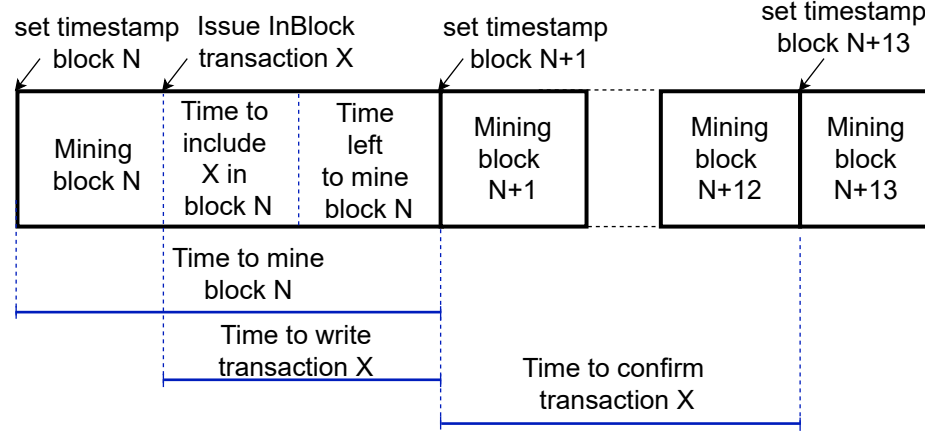 set timestamp
block N
Issue InBlock
transaction X
set timestamp
block N+1
set timestamp
block N+13
Mining
block N
Time to
include
X in
block N
Time
left
to mine
block N
Mining
block
N+1
Mining
block
N+12
Mining
block
N+13
Time to mine
block N
Time to write
transaction X
Time to confirm
transaction X